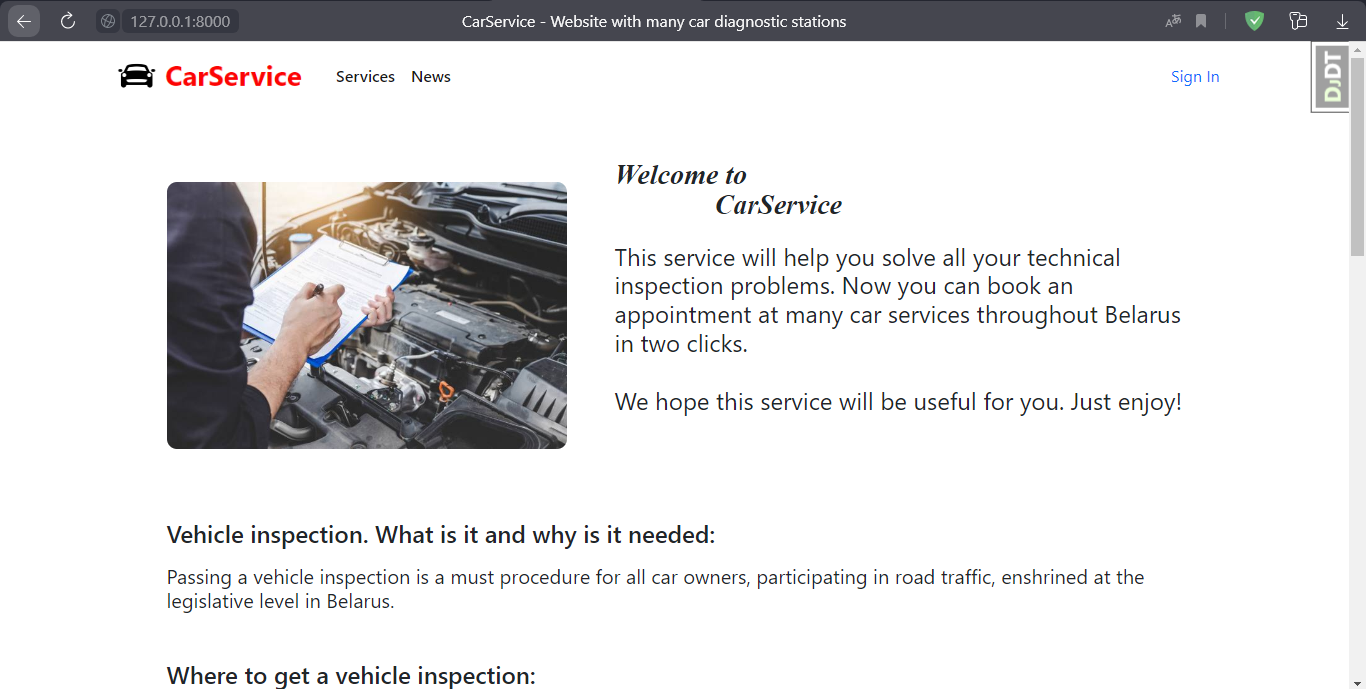 127.0.0.1:8000
CarService - Website with many car diagnostic stations
CarService
Services
News
Sign In
DJDT
Welcome to
CarService
This service will help you solve all your technical
inspection problems. Now you can book an
appointment at many car services throughout Belarus
in two clicks.
We hope this service will be useful for you. Just enjoy!
Vehicle inspection. What is it and why is it needed:
Passing a vehicle inspection is a must procedure for all car owners, participating in road traffic, enshrined at the
legislative level in Belarus.
Where to get a vehicle inspection: